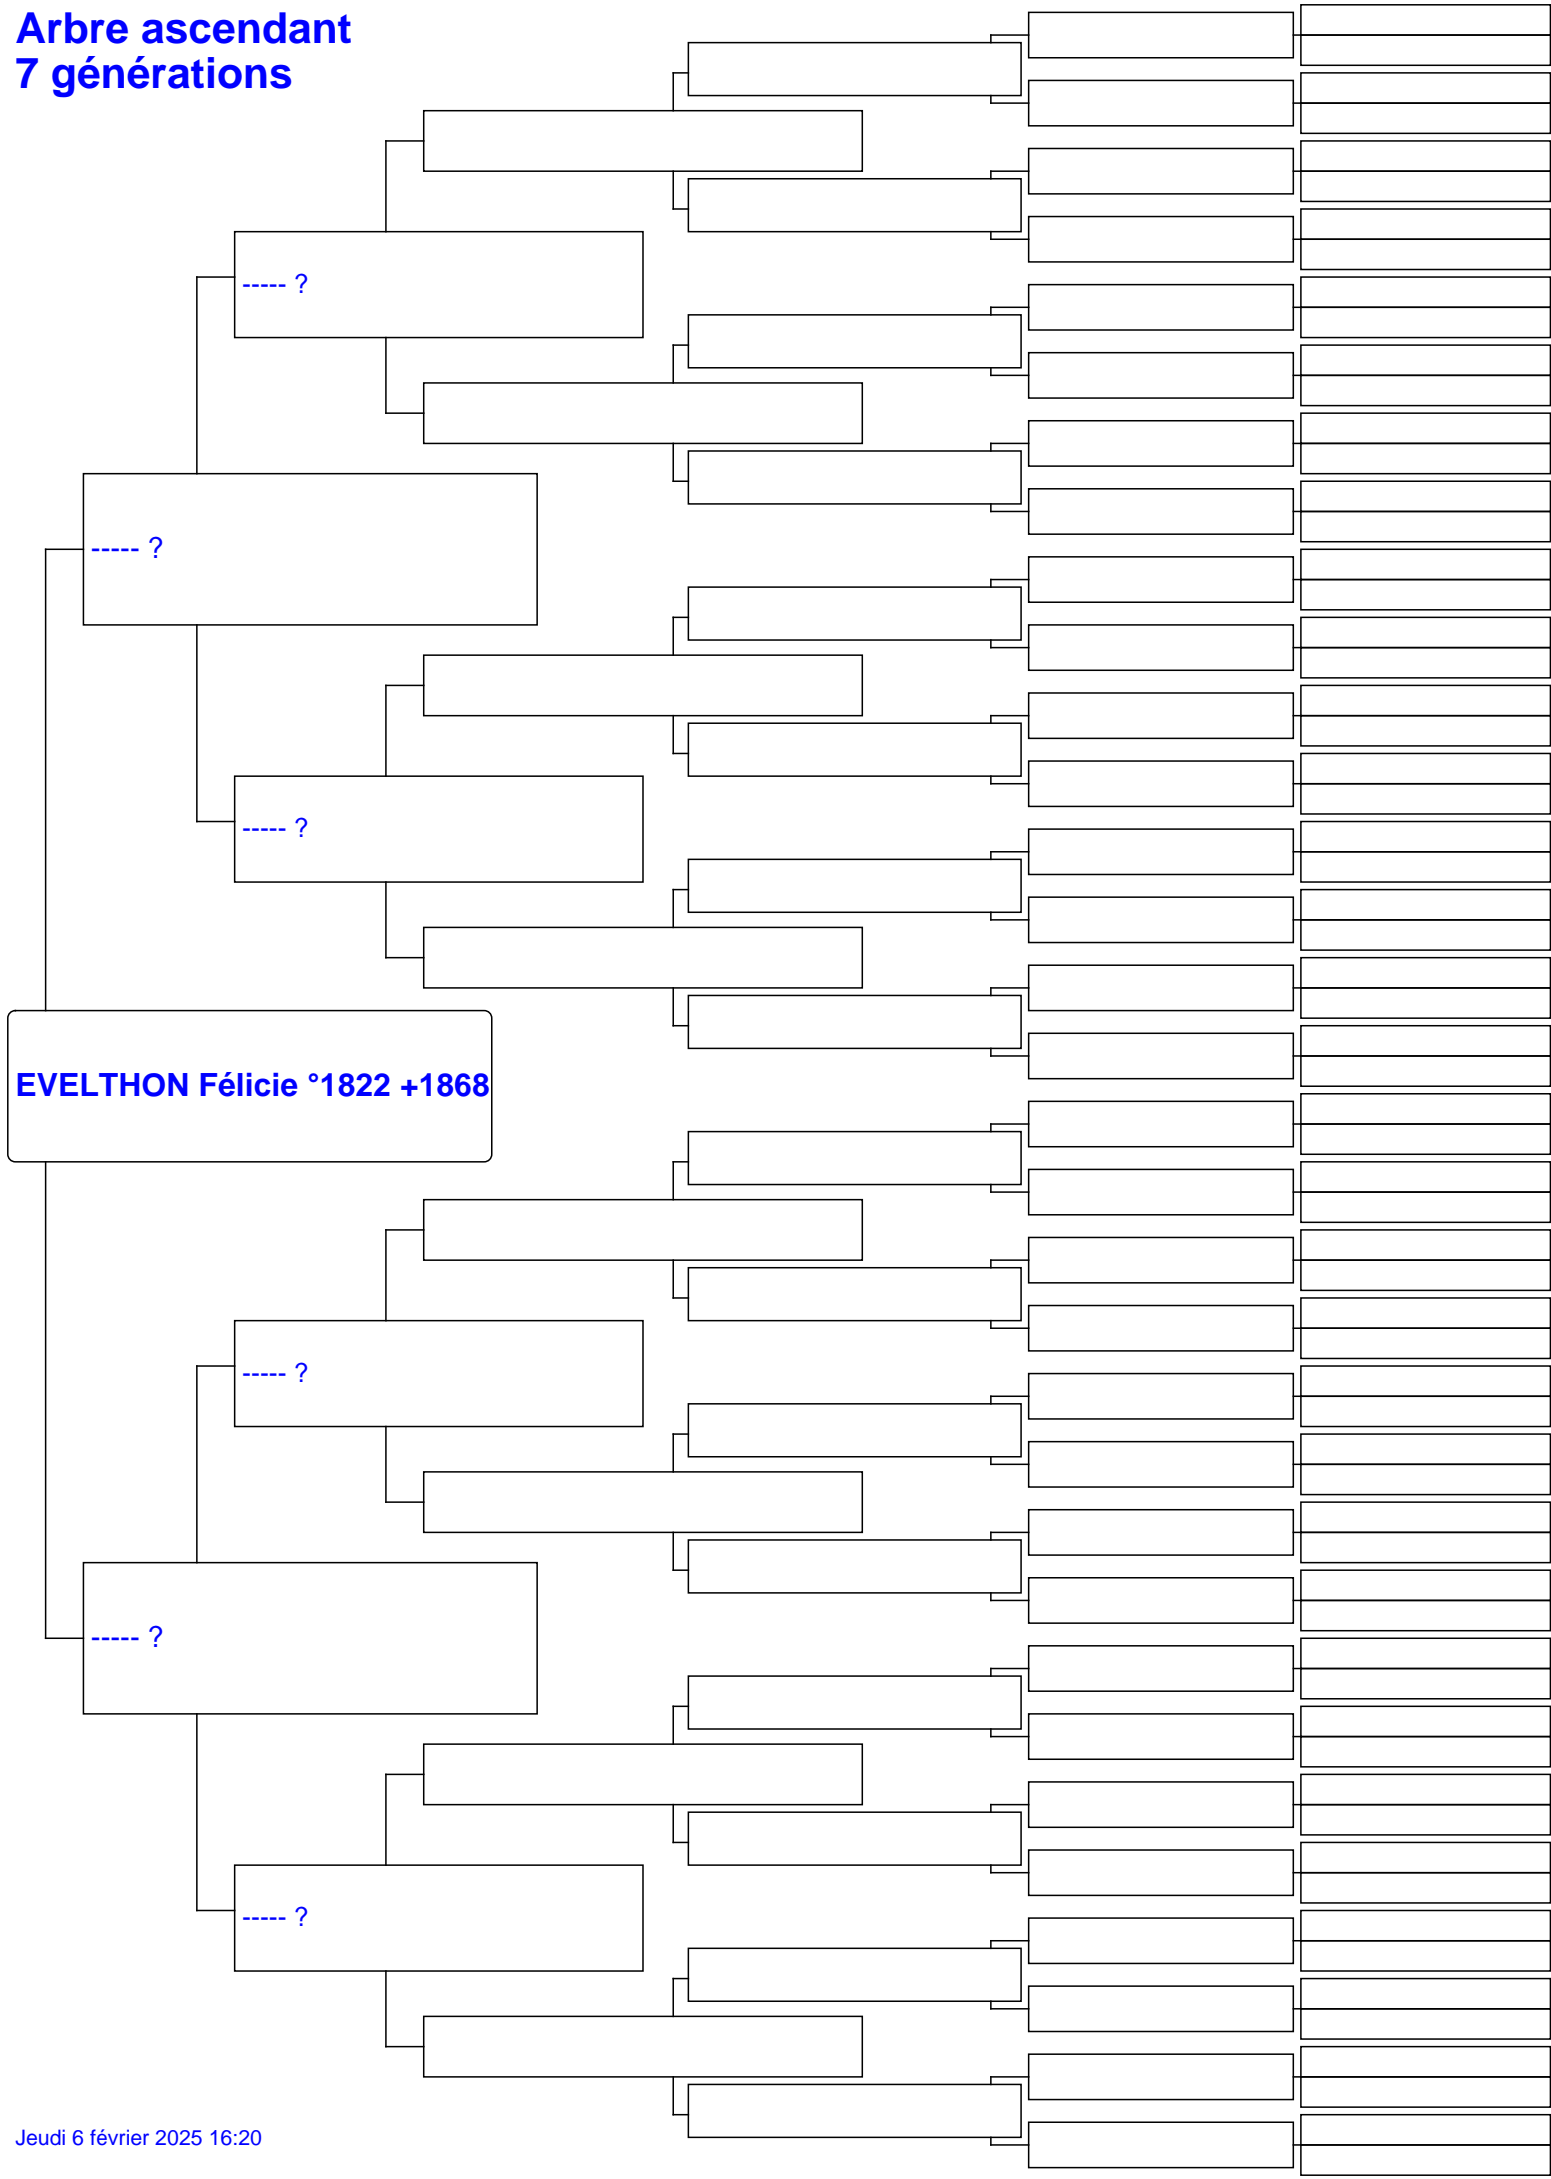 Arbre ascendant
7 générations
----- ?
----- ?
----- ?
EVELTHON Félicie °1822 +1868
----- ?
----- ?
----- ?
Jeudi 6 février 2025 16:20